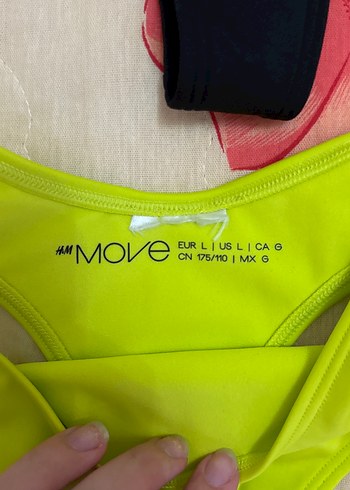 H&M MOVE
EUR L | US L | CA G
CN 175/110 | MX G